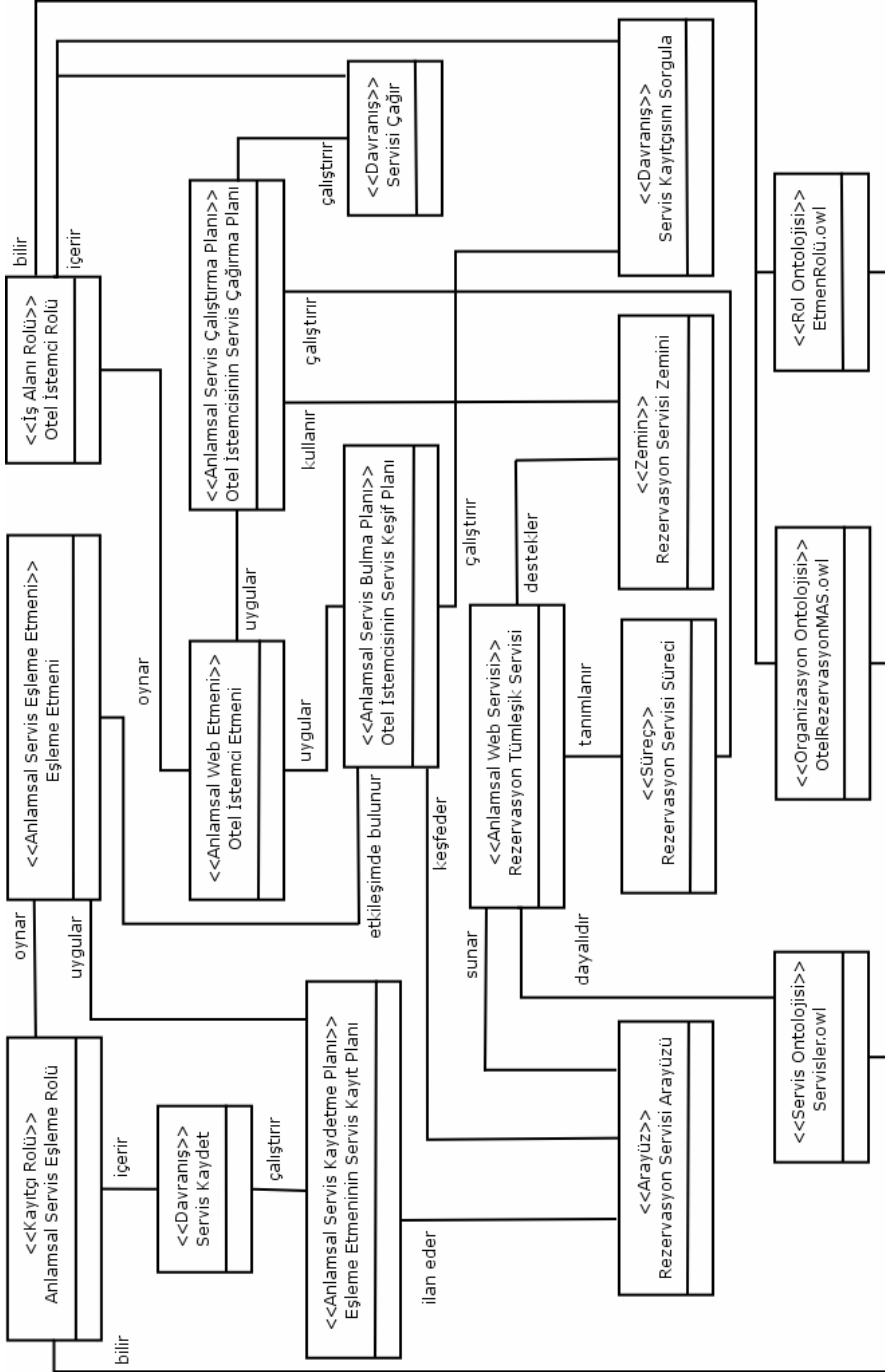 <<Kayıtçı Rolü>>
Anlamsal Servis Eşleme Rolü
oynar
<<Anlamsal Servis Eşleme Etmeni>>
Eşleme Etmeni
<<İş Alanı Rolü>>
Otel İstemci Rolü
bilir
içerir
bilir
içerir
uygular
oynar
<<Davranış>>
Servis Kaydet
çalıştırır
<<Anlamsal Web Etmeni>>
Otel İstemci Etmeni
uygular
<<Anlamsal Servis Çalıştırma Planı>>
Otel İstemcisinin Servis Çağırma Planı
çalıştırır
<<Davranış>>
Servisi Çağır
uygular
kullanır
çalıştırır
<<Anlamsal Servis Kaydetme Planı>>
Eşleme Etmeninin Servis Kayıt Planı
etkileşimde bulunur
<<Anlamsal Servis Bulma Planı>>
Otel İstemcisinin Servis Keşif Planı
ilan eder
keşfeder
çalıştırır
sunar
<<Anlamsal Web Servisi>>
Rezervasyon Tümleşik Servisi
destekler
dayalıdır
tanımlanır
<<Arayüz>>
Rezervasyon Servisi Arayüzü
<<Süreç>>
Rezervasyon Servisi Süreci
<<Zemin>>
Rezervasyon Servisi Zemini
<<Davranış>>
Servis Kayıtçısını Sorgula
<<Servis Ontolojisi>>
Servisler.owl
<<Organizasyon Ontolojisi>>
OtelRezervasyonMAS.owl
<<Rol Ontolojisi>>
EtmenRolü.owl